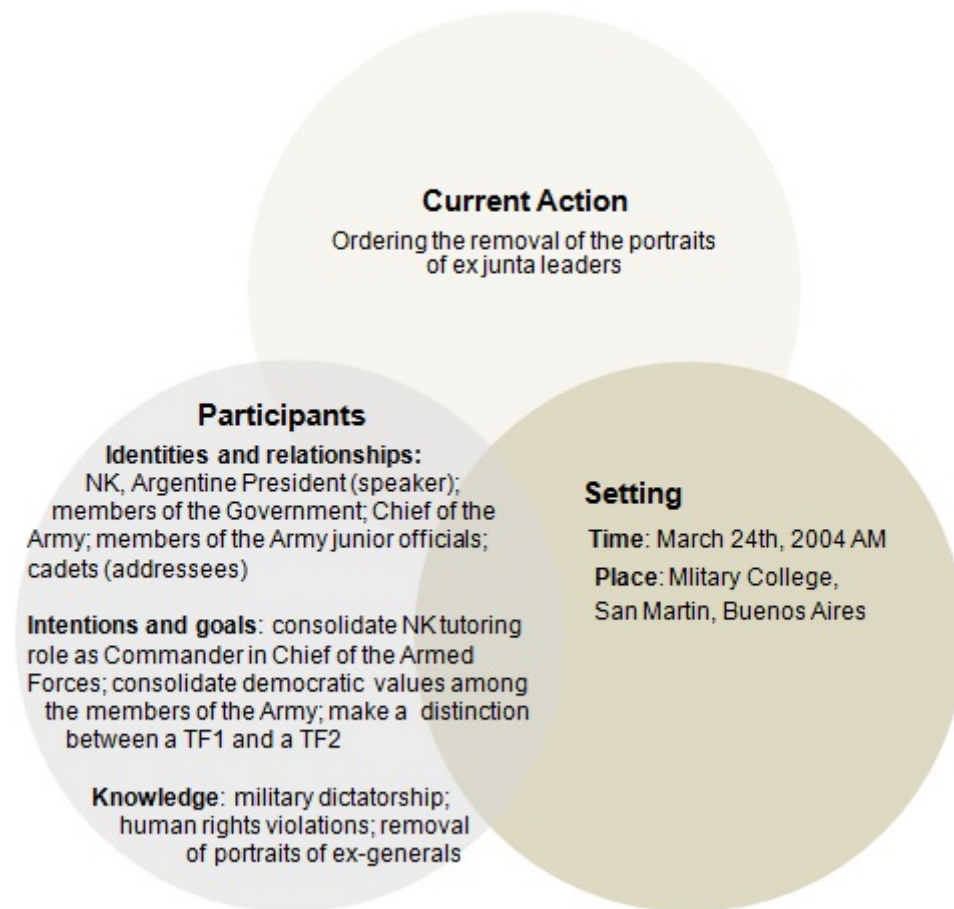 Current Action
Ordering the removal of the portraits
of ex junta leaders
Participants
Identities and relationships:
NK, Argentine President (speaker);
members of the Government; Chief of the
Army; members of the Army junior officials;
cadets (addressees)
Intentions and goals: consolidate NK tutoring
role as Commander in Chief of the Armed
Forces; consolidate democratic values among
the members of the Army; make a distinction
between a TF1 and a TF2
Knowledge: military dictatorship;
human rights violations; removal
of portraits of ex-generals
Setting
Time: March 24th, 2004 AM
Place: Mlitary College,
San Martin, Buenos Aires